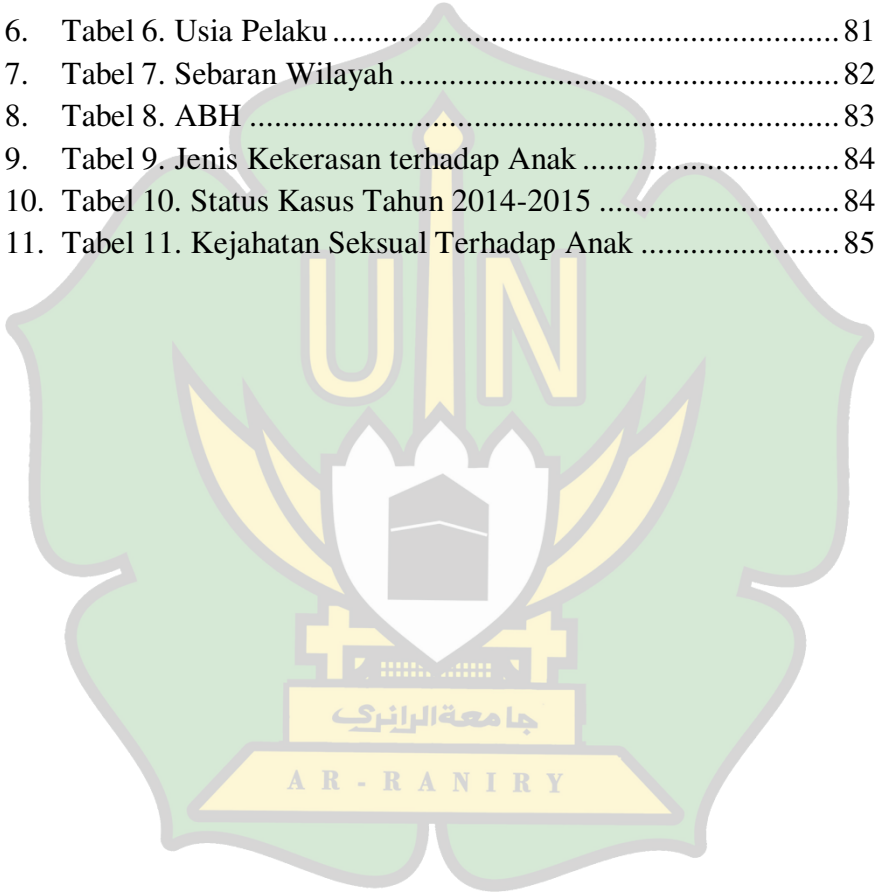 6. Tabel 6. Usia Pelaku ................................................................ 81
7. Tabel 7. Sebaran Wilayah ....................................................... 82
8. Tabel 8. ABH .......................................................................... 83
9. Tabel 9. Jenis Kekerasan terhadap Anak ................................ 84
10. Tabel 10. Status Kasus Tahun 2014-2015 .............................. 84
11. Tabel 11. Kejahatan Seksual Terhadap Anak ......................... 85
UIN
جامعةالرانرك
AR-RANIRY